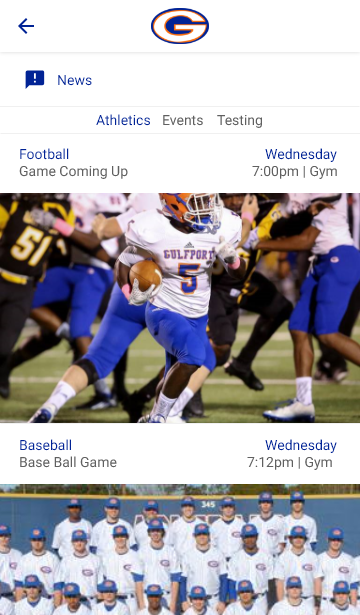 G
News
Athletics Events Testing
Football Wednesday
Game Coming Up 7:00pm | Gym
51
GULFPORT
5
Baseball Wednesday
Base Ball Game 7:12pm | Gym
345